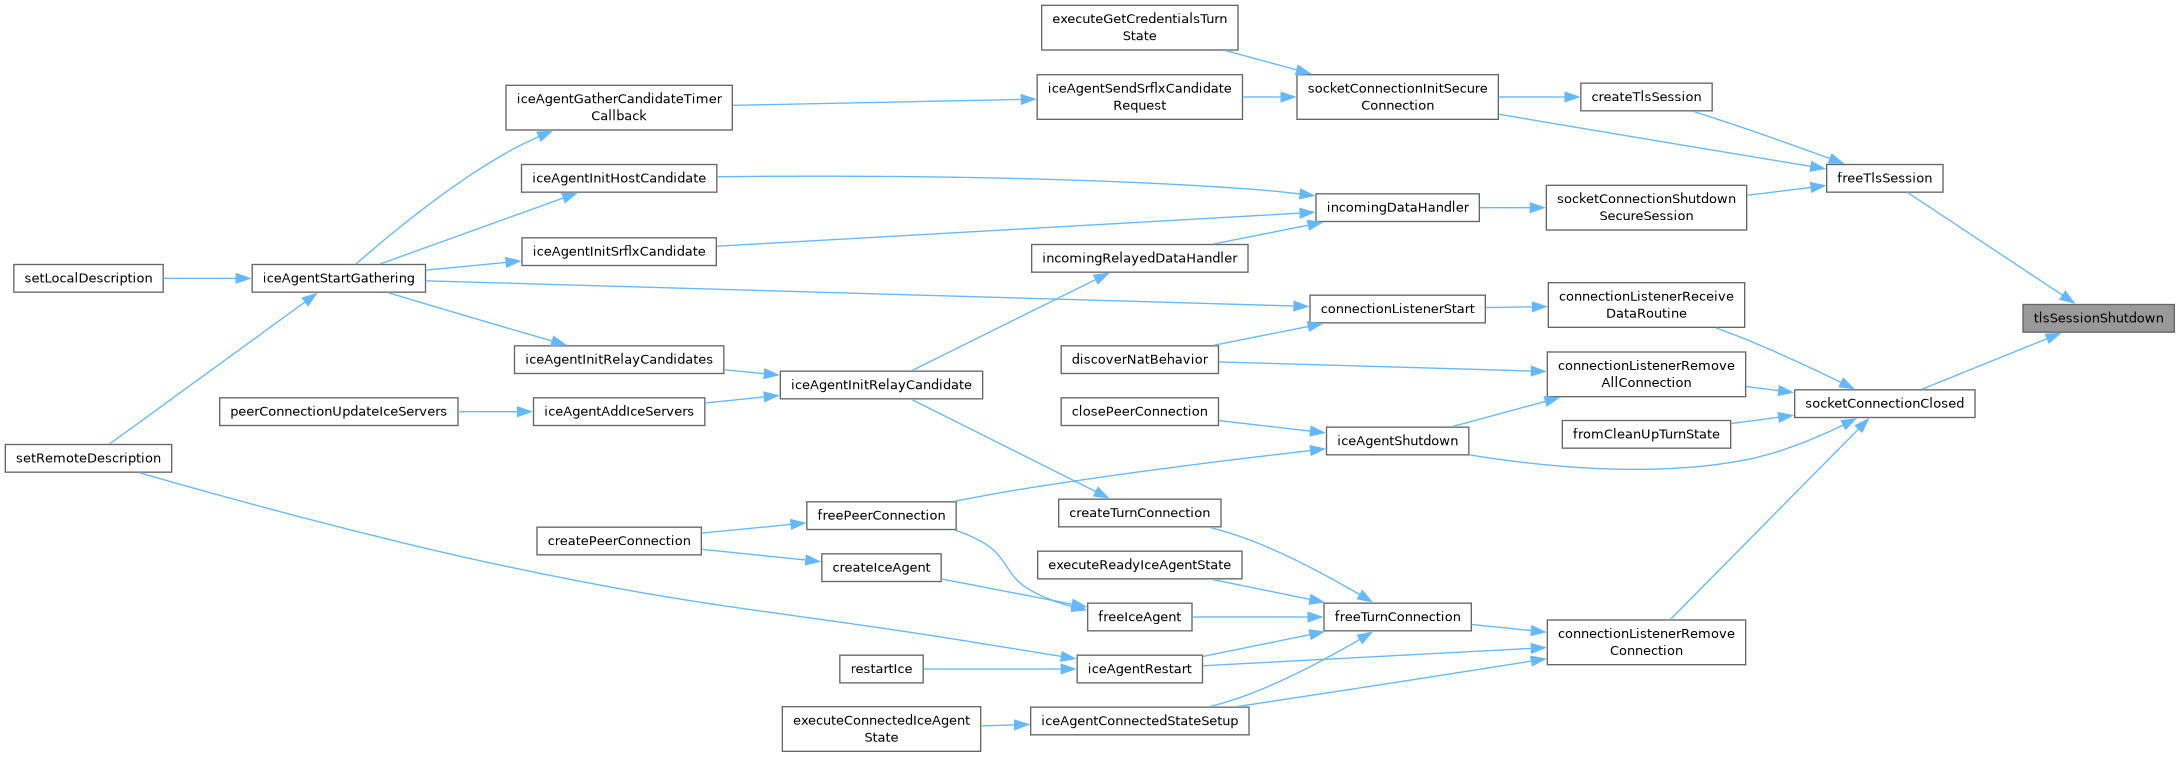 executeGetCredentialsTurn
State
iceAgentGatherCandidateTimer
Callback
iceAgentSendSrflxCandidate
Request
socketConnectionInitSecure
Connection
createTlsSession
iceAgentInitHostCandidate
freeTlsSession
socketConnectionShutdown
SecureSession
incomingDataHandler
iceAgentInitSrflxCandidate
incomingRelayedDataHandler
setLocalDescription
iceAgentStartGathering
connectionListenerReceive
DataRoutine
connectionListenerStart
tlsSessionShutdown
iceAgentInitRelayCandidates
discoverNatBehavior
connectionListenerRemove
AllConnection
iceAgentInitRelayCandidate
peerConnectionUpdateIceServers
iceAgentAddIceServers
closePeerConnection
socketConnectionClosed
fromCleanUpTurnState
iceAgentShutdown
setRemoteDescription
freePeerConnection
createTurnConnection
createPeerConnection
createIceAgent
executeReadyIceAgentState
freeIceAgent
freeTurnConnection
connectionListenerRemove
Connection
restartIce
iceAgentRestart
executeConnectedIceAgent
State
iceAgentConnectedStateSetup